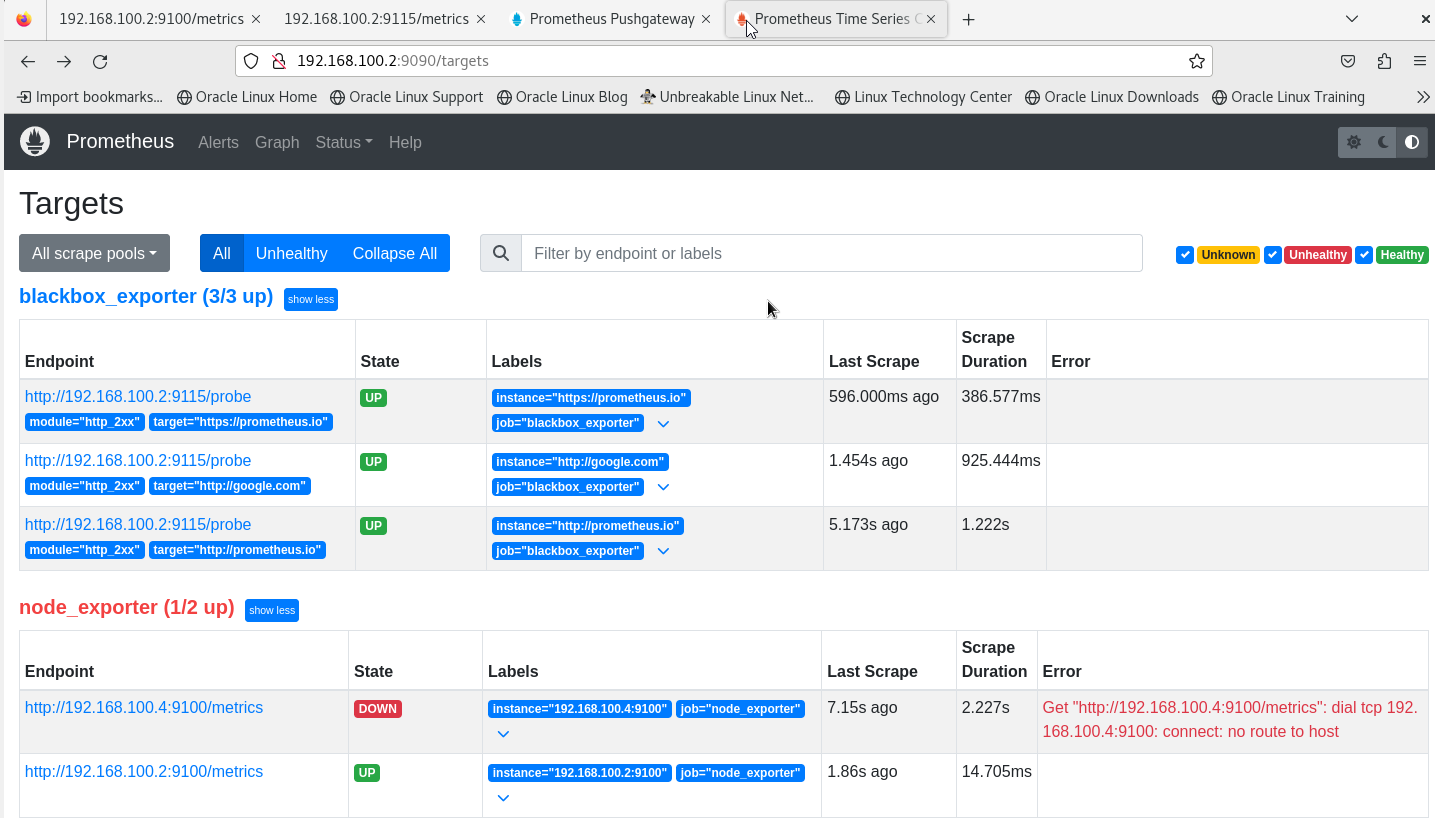 192.168.100.2:9100/metrics 192.168.100.2:9115/metrics Prometheus Pushgateway Prometheus Time Series C
192.168.100.2:9090/targets
Import bookmarks... Oracle Linux Home Oracle Linux Support Oracle Linux Blog Unbreakable Linux Net... Linux Technology Center Oracle Linux Downloads Oracle Linux Training
Prometheus Alerts Graph Status Help
Targets
All scrape pools All Unhealthy Collapse All Filter by endpoint or labels Unknown Unhealthy Healthy
blackbox_exporter (3/3 up) show less
Endpoint State Labels Last Scrape Scrape Duration Error
http://192.168.100.2:9115/probe UP instance="https://prometheus.io" 596.000ms ago 386.577ms
module="http_2xx" target="https://prometheus.io" job="blackbox_exporter"
http://192.168.100.2:9115/probe UP instance="http://google.com" 1.454s ago 925.444ms
module="http_2xx" target="http://google.com" job="blackbox_exporter"
http://192.168.100.2:9115/probe UP instance="http://prometheus.io" 5.173s ago 1.222s
module="http_2xx" target="http://prometheus.io" job="blackbox_exporter"
node_exporter (1/2 up) show less
Endpoint State Labels Last Scrape Scrape Duration Error
http://192.168.100.4:9100/metrics DOWN instance="192.168.100.4:9100" job="node_exporter" 7.15s ago 2.227s Get "http://192.168.100.4:9100/metrics": dial tcp 192.
168.100.4:9100: connect: no route to host
http://192.168.100.2:9100/metrics UP instance="192.168.100.2:9100" job="node_exporter" 1.86s ago 14.705ms